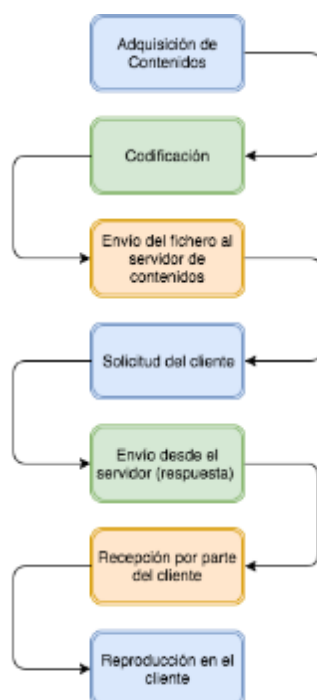 Adquisición de
Contenidos
Codificación
Envío del fichero al
servidor de
contenidos
Solicitud del cliente
Envío desde el
servidor (respuesta)
Recepción por parte
del cliente
Reproducción en el
cliente